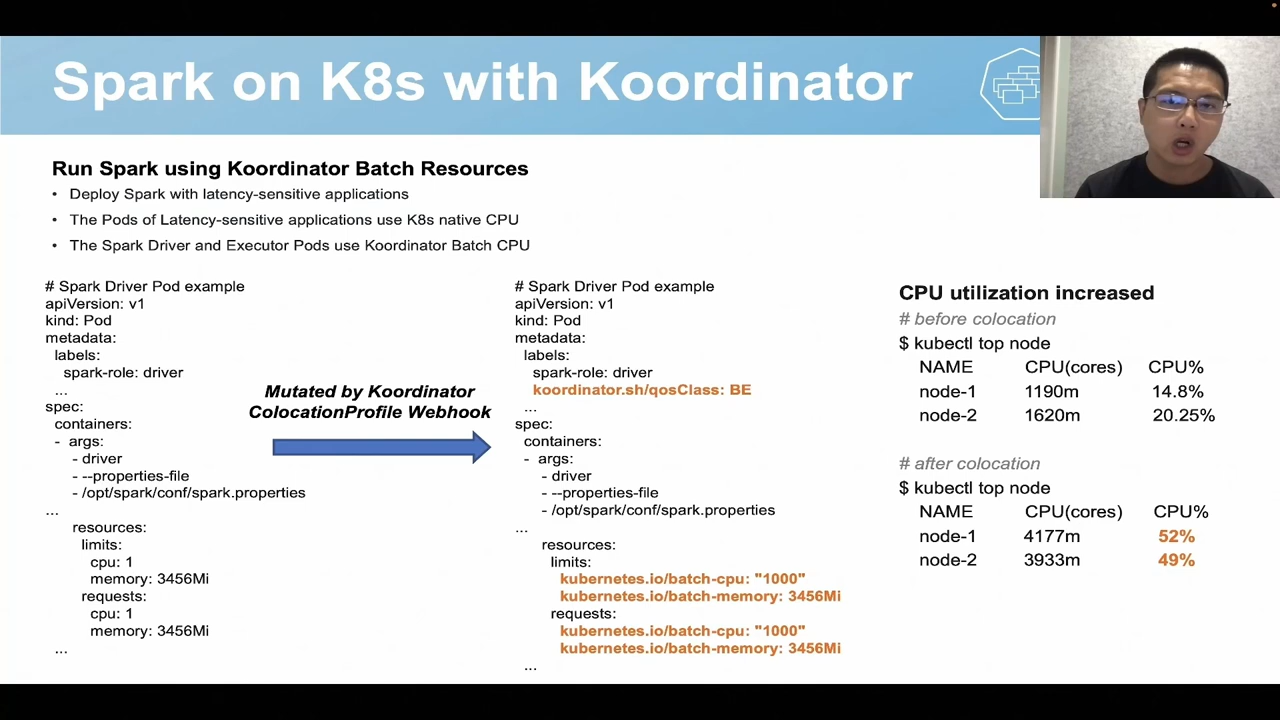 Spark on K8s with Koordinator
Run Spark using Koordinator Batch Resources
• Deploy Spark with latency-sensitive applications
• The Pods of Latency-sensitive applications use K8s native CPU
• The Spark Driver and Executor Pods use Koordinator Batch CPU
# Spark Driver Pod example
apiVersion: v1
kind: Pod
metadata:
labels:
spark-role: driver
...
spec:
containers:
- args:
- driver
- --properties-file
- /opt/spark/conf/spark.properties
...
resources:
limits:
cpu: 1
memory: 3456Mi
requests:
cpu: 1
memory: 3456Mi
...
Mutated by Koordinator
ColocationProfile Webhook
# Spark Driver Pod example
apiVersion: v1
kind: Pod
metadata:
labels:
spark-role: driver
koordinator.sh/qosClass: BE
...
spec:
containers:
- args:
- driver
- --properties-file
- /opt/spark/conf/spark.properties
...
resources:
limits:
kubernetes.io/batch-cpu: "1000"
kubernetes.io/batch-memory: 3456Mi
requests:
kubernetes.io/batch-cpu: "1000"
kubernetes.io/batch-memory: 3456Mi
...
CPU utilization increased
# before colocation
$ kubectl top node
NAME CPU(cores) CPU%
node-1 1190m 14.8%
node-2 1620m 20.25%
# after colocation
$ kubectl top node
NAME CPU(cores) CPU%
node-1 4177m 52%
node-2 3933m 49%